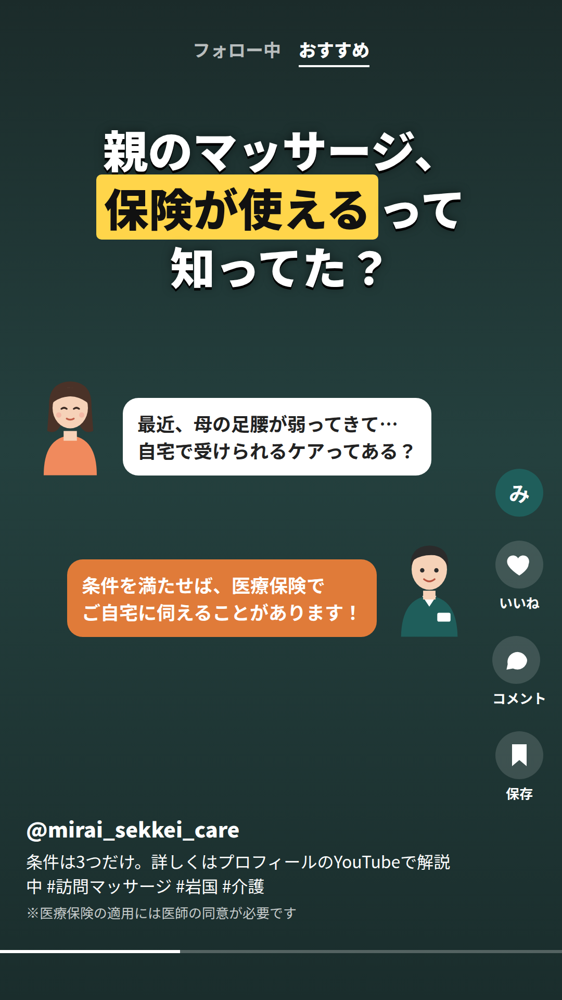 フォロー中 おすすめ
親のマッサージ、
保険が使えるって
知ってた？
最近、母の足腰が弱ってきて…
自宅で受けられるケアってある？
み
条件を満たせば、医療保険で
ご自宅に伺えることがあります！
いいね
コメント
保存
@mirai_sekkei_care
条件は3つだけ。詳しくはプロフィールのYouTubeで解説
中 #訪問マッサージ #岩国 #介護
※医療保険の適用には医師の同意が必要です